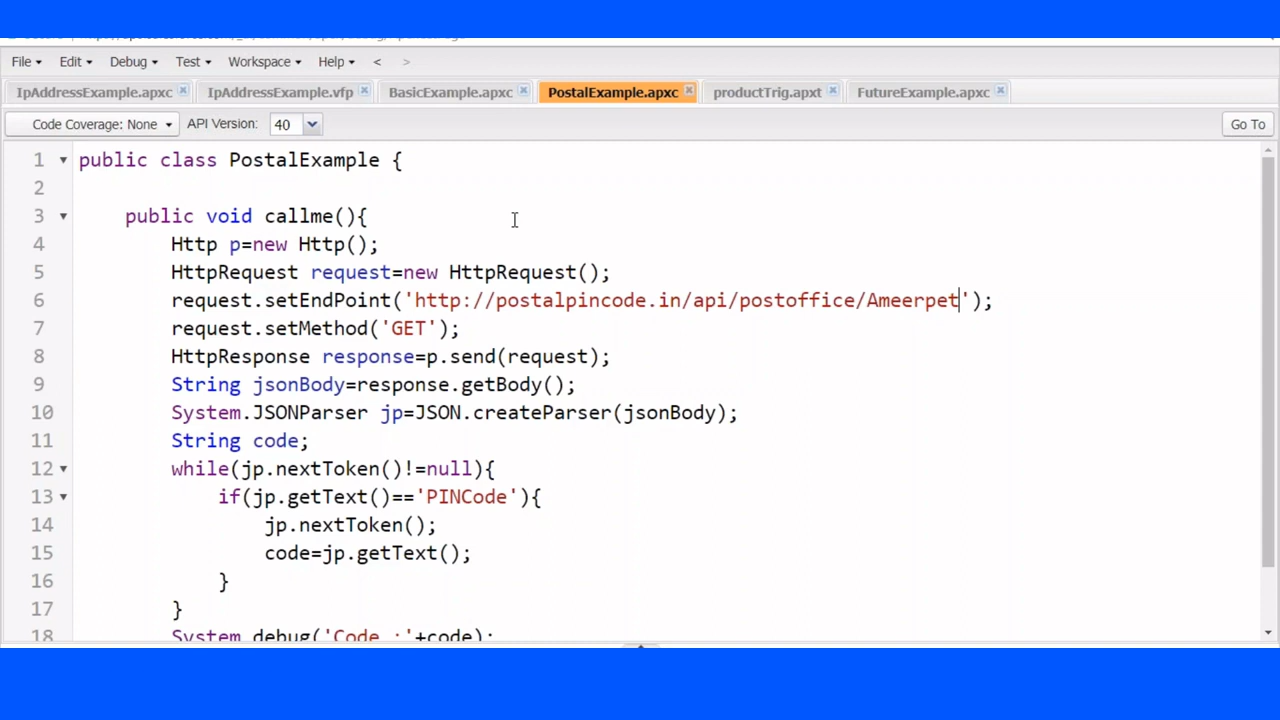 File Edit Debug Test Workspace Help < >
IpAddressExample.apxc IpAddressExample.vfp BasicExample.apxc PostalExample.apxc productTrig.apxt FutureExample.apxc
Code Coverage: None API Version: 40 Go To
1 public class PostalExample {
2
3 public void callme(){
4 Http p=new Http();
5 HttpRequest request=new HttpRequest();
6 request.setEndPoint('http://postalpincode.in/api/postoffice/Ameerpet');
7 request.setMethod('GET');
8 HttpResponse response=p.send(request);
9 String jsonBody=response.getBody();
10 System.JSONParser jp=JSON.createParser(jsonBody);
11 String code;
12 while(jp.nextToken()!=null){
13 if(jp.getText()=='PINCode'){
14 jp.nextToken();
15 code=jp.getText();
16 }
17 }
18 System.debug('Code :'+code);